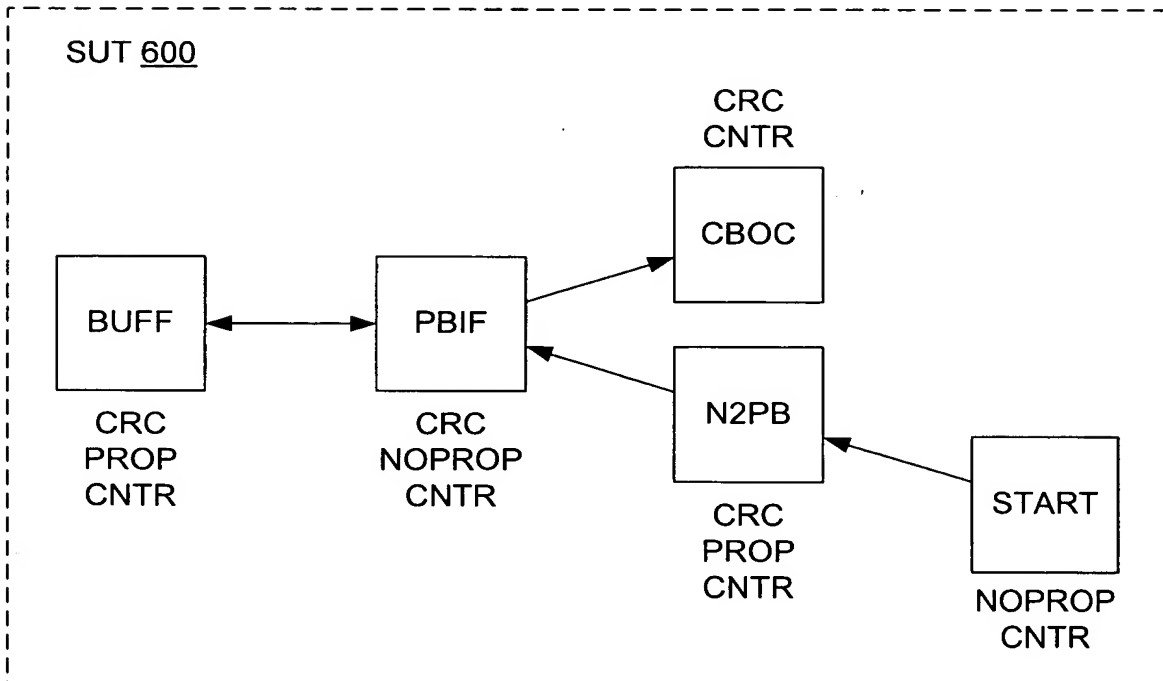 SUT 600
CRC
CNTR
CBOC
BUFF
PBIF
CRC
PROP
CNTR
CRC
NOPROP
CNTR
N2PB
CRC
PROP
CNTR
START
NOPROP
CNTR